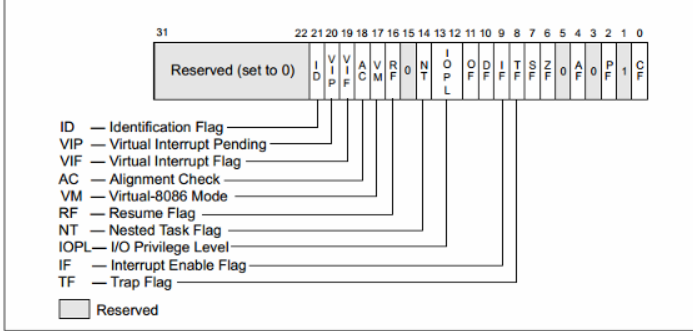 31 22 21 20 19 18 17 16 15 14 13 12 11 10 9 8 7 6 5 4 3 2 1 0
Reserved (set to 0) ID VIP VIF AC VM RF 0 NT IOPL OF DF IF TF SF ZF 0 AF 0 PF 1 CF
ID — Identification Flag
VIP — Virtual Interrupt Pending
VIF — Virtual Interrupt Flag
AC — Alignment Check
VM — Virtual-8086 Mode
RF — Resume Flag
NT — Nested Task Flag
IOPL— I/O Privilege Level
IF — Interrupt Enable Flag
TF — Trap Flag
Reserved